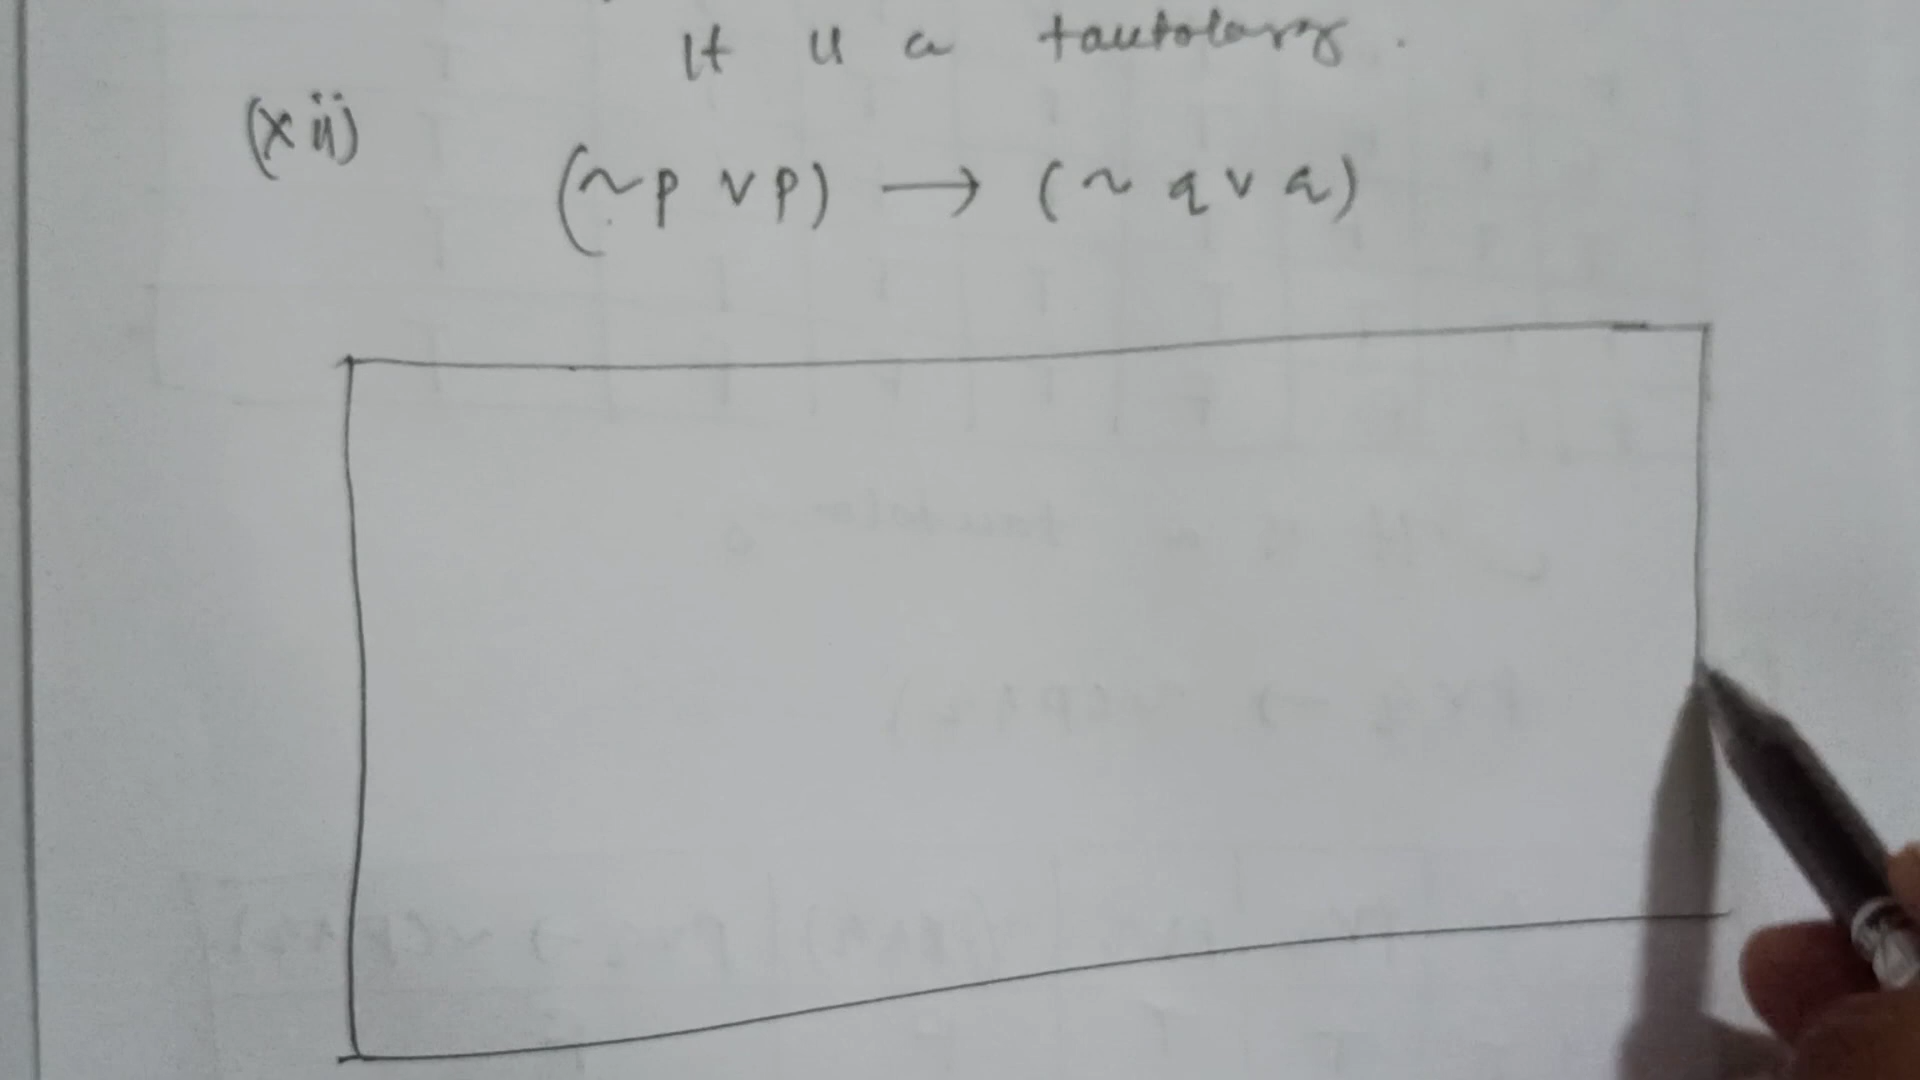 It is a tautology.
(xii)
(~p ∨ p) → (~ q ∨ q)